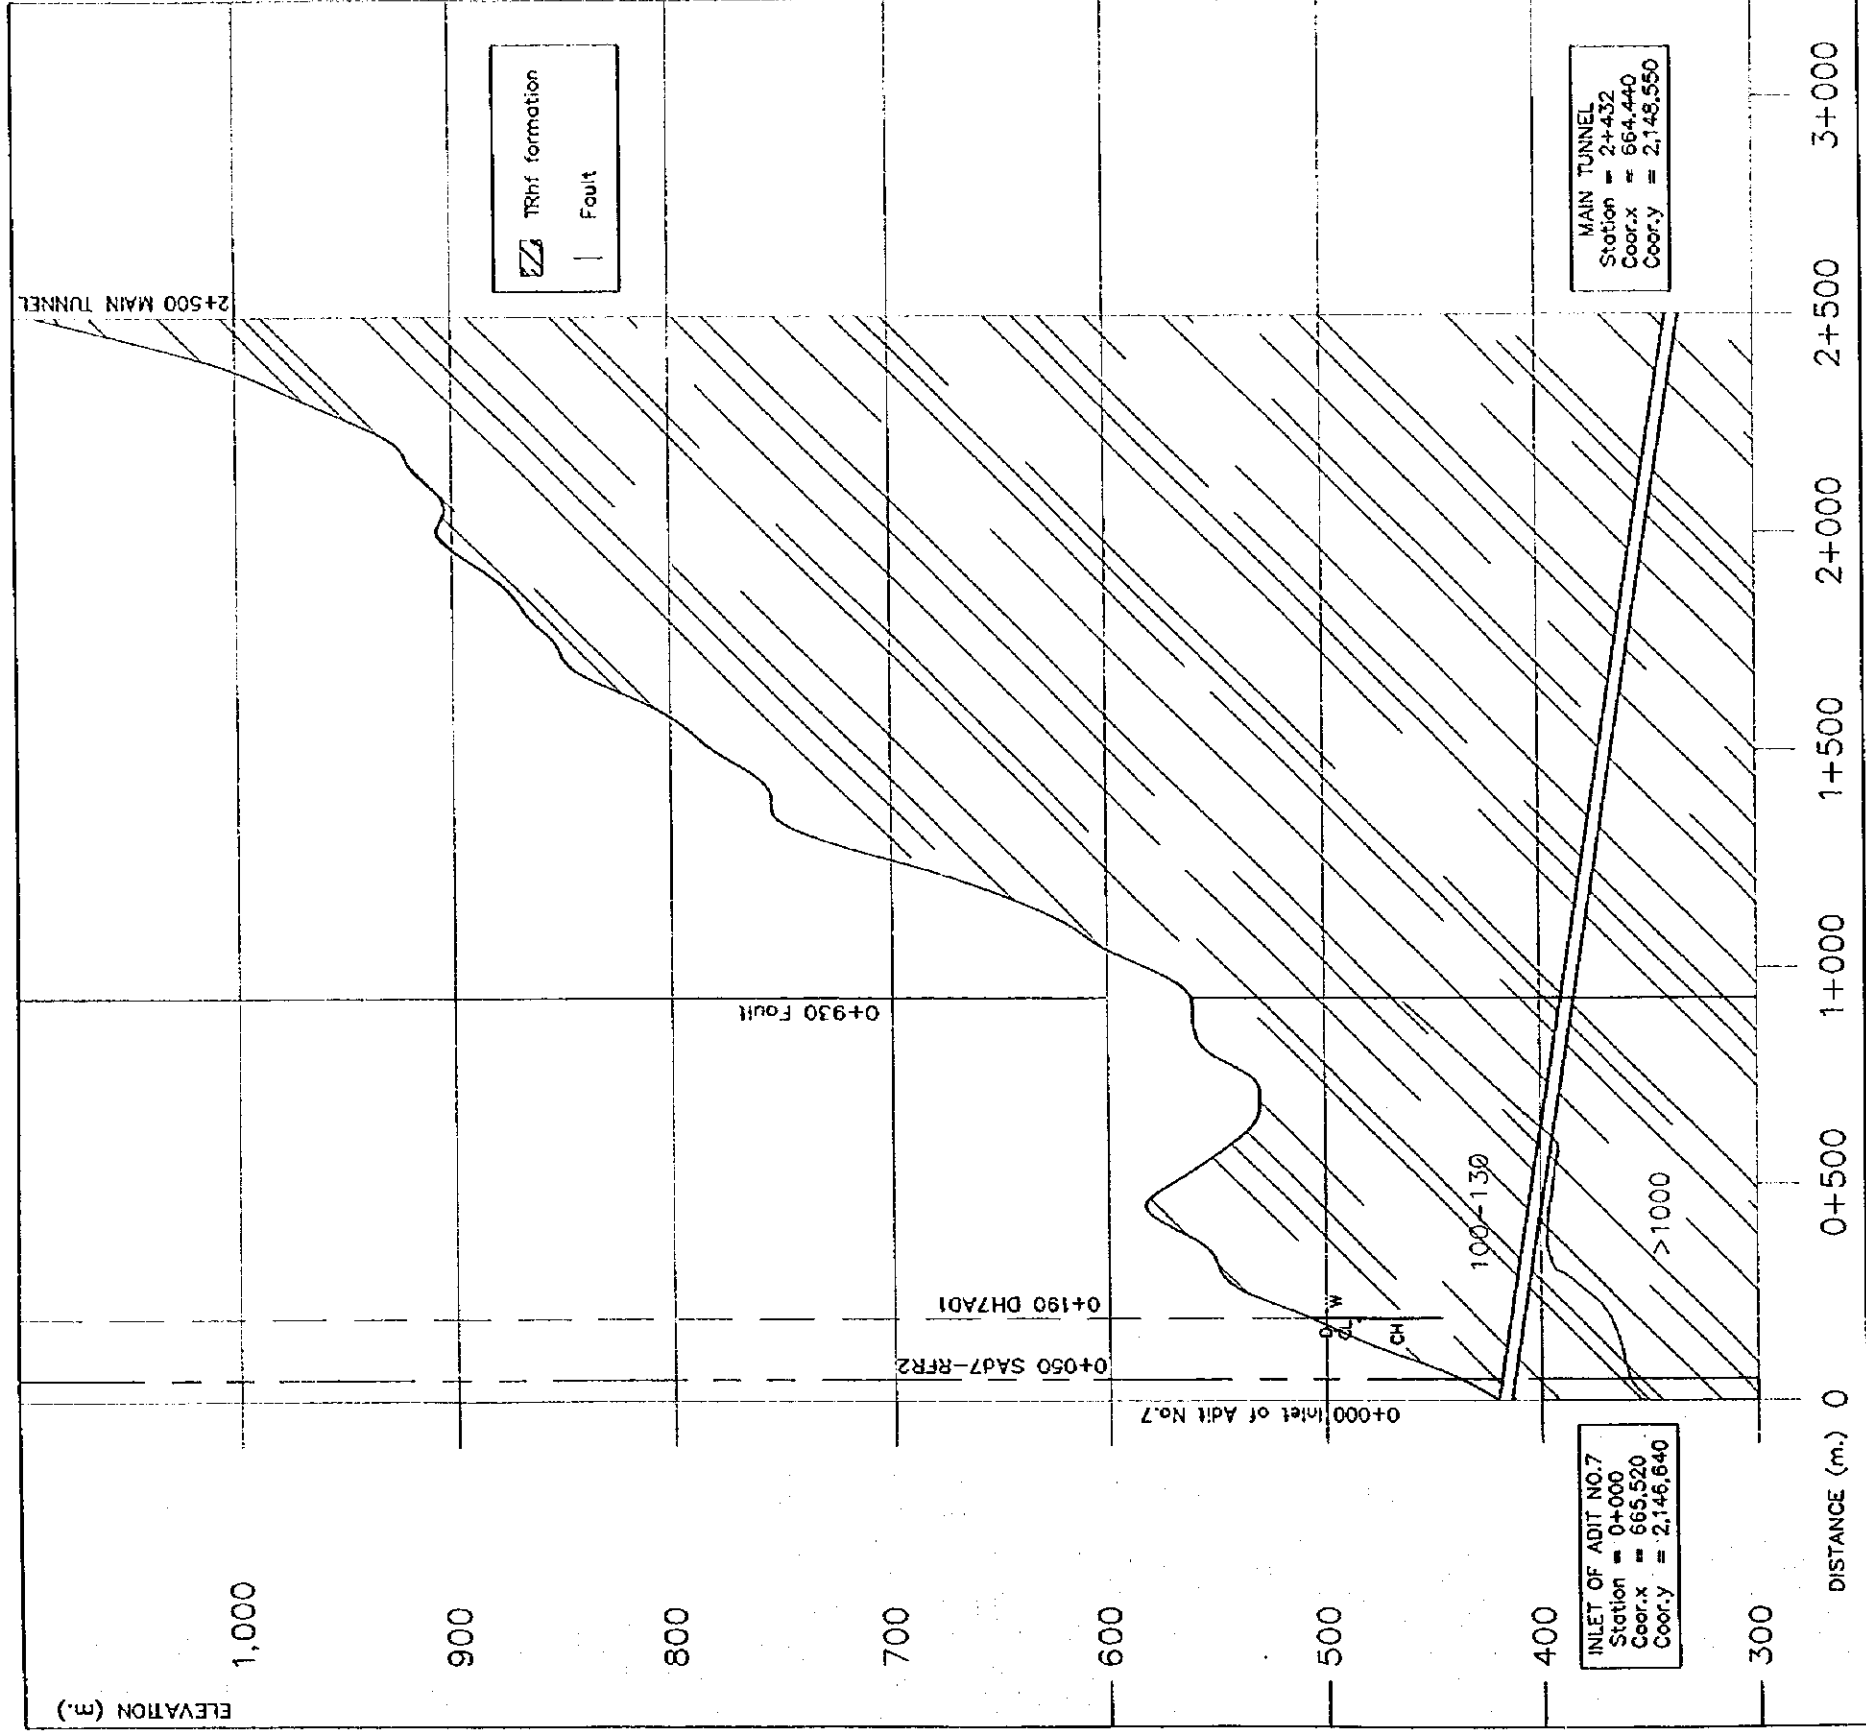 ELEVATION (m.)
1,000
900
800
700
600
500
400
300
DISTANCE (m.)
0
0+500
1+000
1+500
2+000
2+500
3+000
INLET OF ADIT NO.7
Station = 0+000
Coor.x = 665,520
Coor.y = 2,146,640
0+000 Inlet of Adit No.7
0+050 SAd7-RFR2
0+190 DH7AD1
D
CL
W
CH
100-130
>1000
0+930 Fault
2+500 MAIN TUNNEL
TRhf formation
Fault
MAIN TUNNEL
Station = 2+432
Coor.x = 664,440
Coor.y = 2,148,550